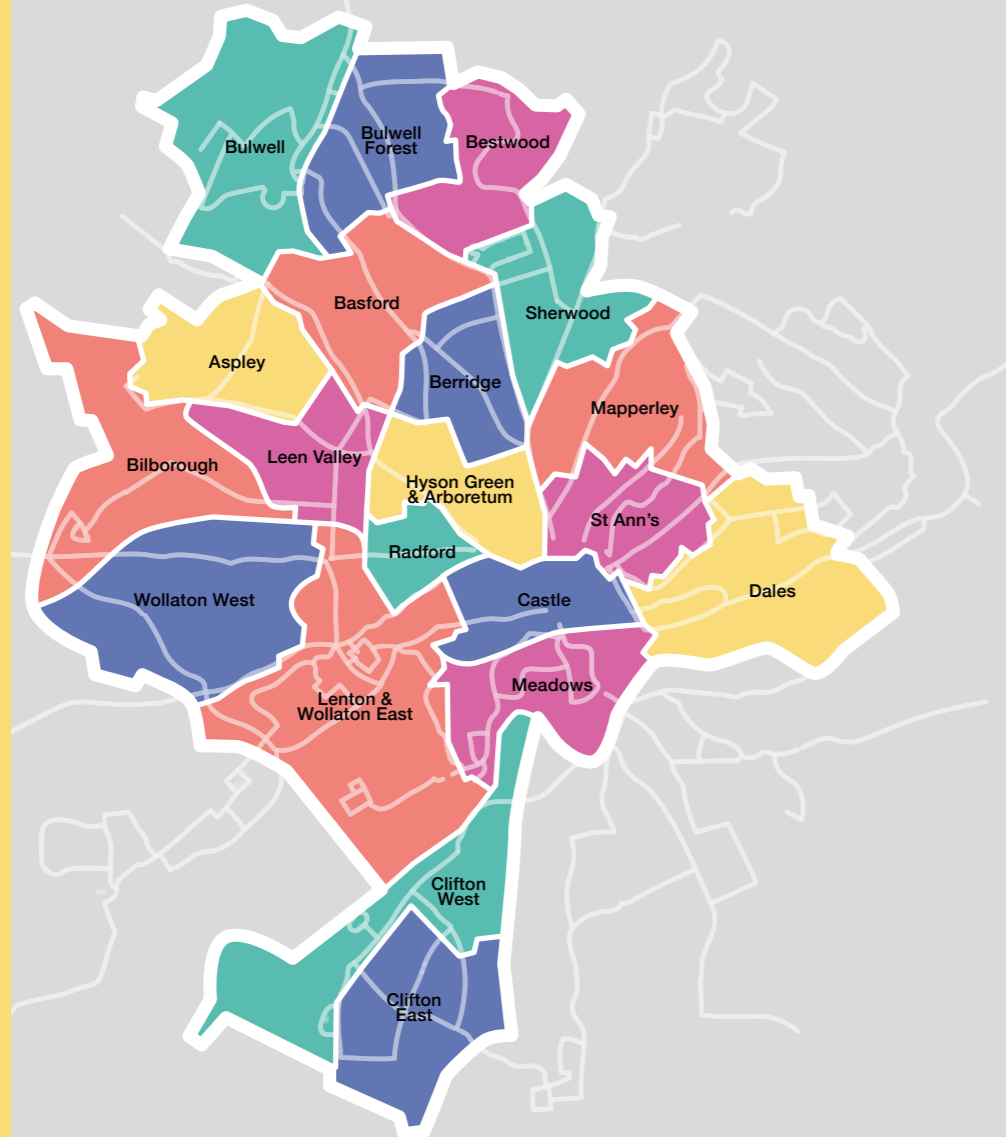 Bulwell
Bulwell
Forest
Bestwood
Basford
Sherwood
Aspley
Berridge
Mapperley
Bilborough
Leen Valley
Hyson Green
& Arboretum
St Ann's
Radford
Wollaton West
Castle
Dales
Meadows
Lenton &
Wollaton East
Clifton
West
Clifton
East